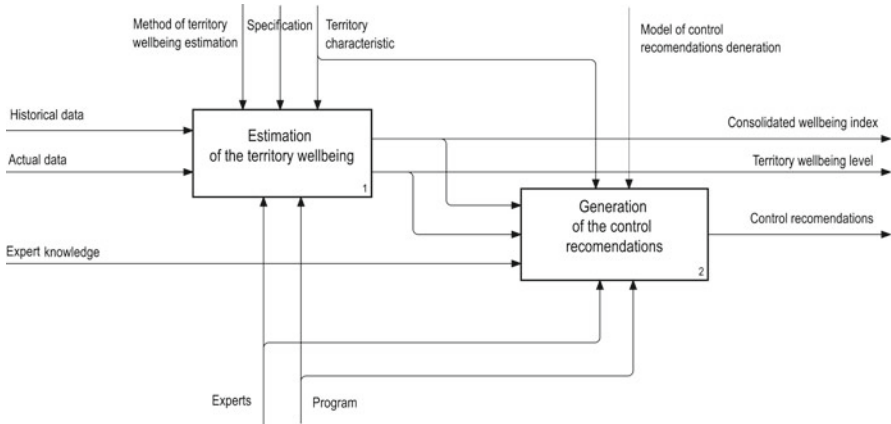 Method of territory
wellbeing estimation
Specification
Territory
characteristic
Model of control
recomendations deneration
Historical data
Actual data
Estimation
of the territory wellbeing
1
Consolidated wellbeing index
Territory wellbeing level
Generation
of the control
recomendations
2
Control recomendations
Expert knowledge
Experts
Program